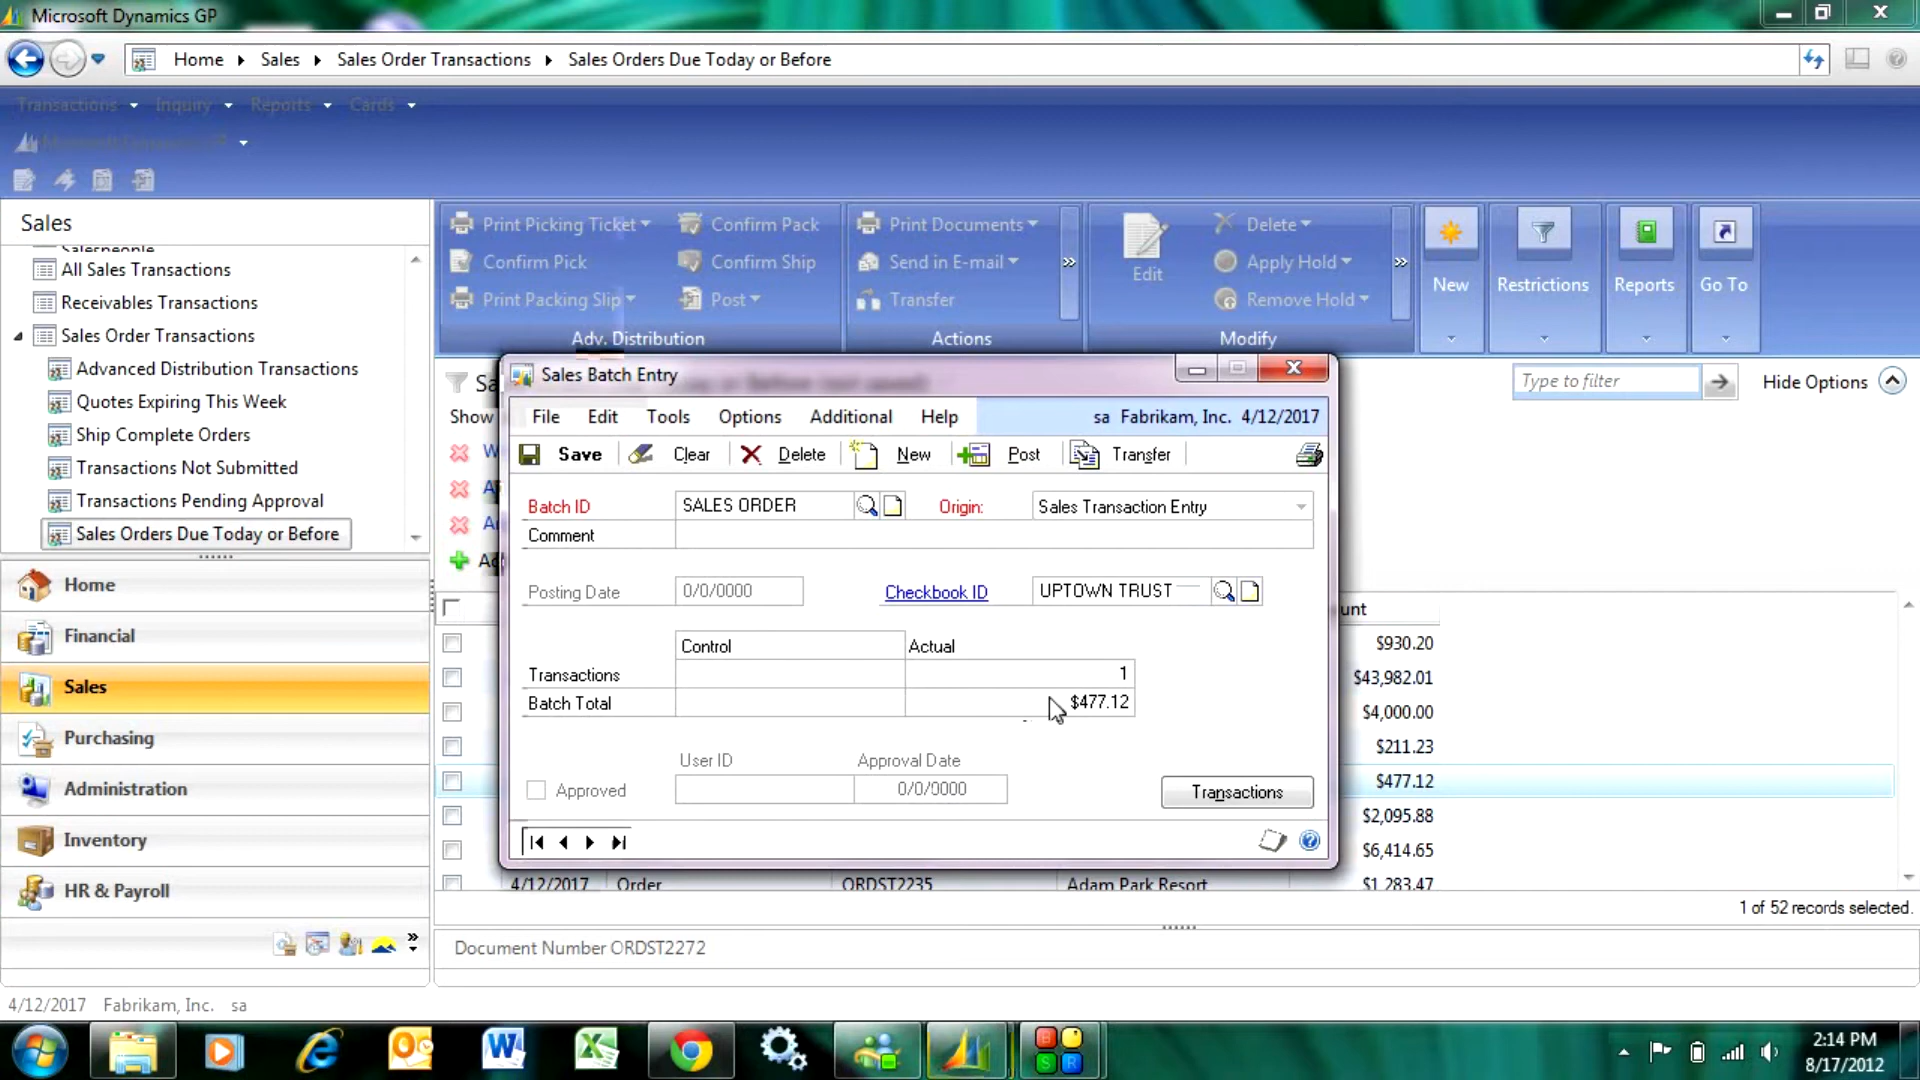 Microsoft Dynamics GP
Home Sales Sales Order Transactions Sales Orders Due Today or Before
Transactions Inquiry Reports Cards
Microsoft Dynamics GP
Sales
Salespeople
All Sales Transactions
Receivables Transactions
Sales Order Transactions
Advanced Distribution Transactions
Quotes Expiring This Week
Ship Complete Orders
Transactions Not Submitted
Transactions Pending Approval
Sales Orders Due Today or Before
Home
Financial
Sales
Purchasing
Administration
Inventory
HR & Payroll
Print Picking Ticket Confirm Pack
Confirm Pick Confirm Ship
Print Packing Slip Post
Adv. Distribution
Print Documents
Send in E-mail
Transfer
Actions
Edit
Delete
Apply Hold
Remove Hold
Modify
New
Restrictions
Reports
Go To
Type to filter Hide Options
Show
Sales Batch Entry
File Edit Tools Options Additional Help sa Fabrikam, Inc. 4/12/2017
Save Clear Delete New Post Transfer
Batch ID SALES ORDER Origin: Sales Transaction Entry
Comment
Posting Date 0/0/0000 Checkbook ID UPTOWN TRUST
Control Actual
Transactions 1
Batch Total $477.12
User ID Approval Date
Approved 0/0/0000 Transactions
$930.20
$43,982.01
$4,000.00
$211.23
$477.12
$2,095.88
$6,414.65
4/12/2017 Order ORDST2235 Adam Park Resort $1,283.47
1 of 52 records selected.
Document Number ORDST2272
4/12/2017 Fabrikam, Inc. sa
2:14 PM
8/17/2012